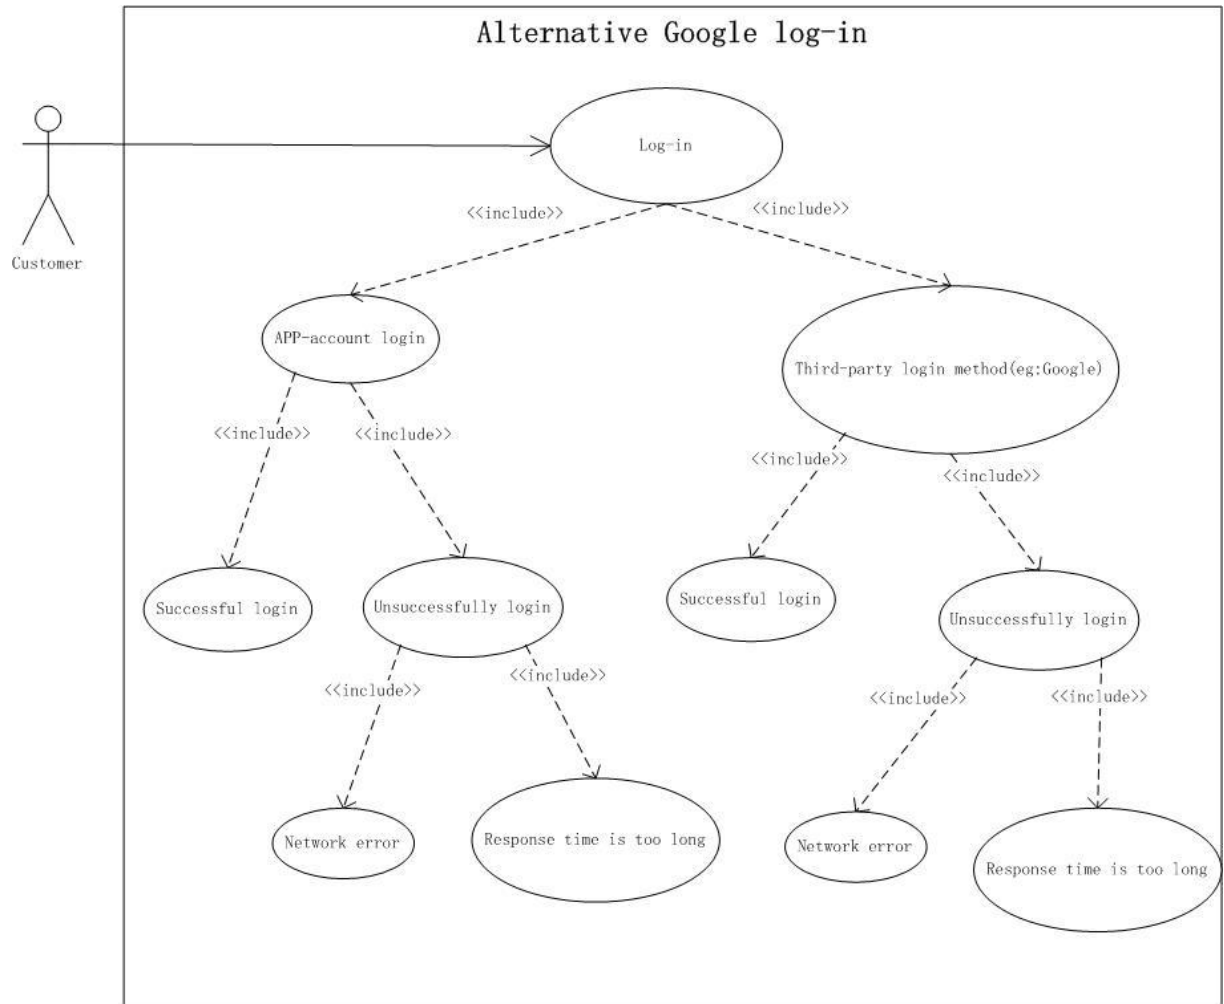 Alternative Google log-in
Log-in
<<include>>
<<include>>
Customer
APP-account login
Third-party login method(eg:Google)
<<include>>
<<include>>
<<include>>
<<include>>
Successful login
Unsuccessfully login
Successful login
Unsuccessfully login
<<include>>
<<include>>
<<include>>
<<include>>
Network error
Response time is too long
Network error
Response time is too long